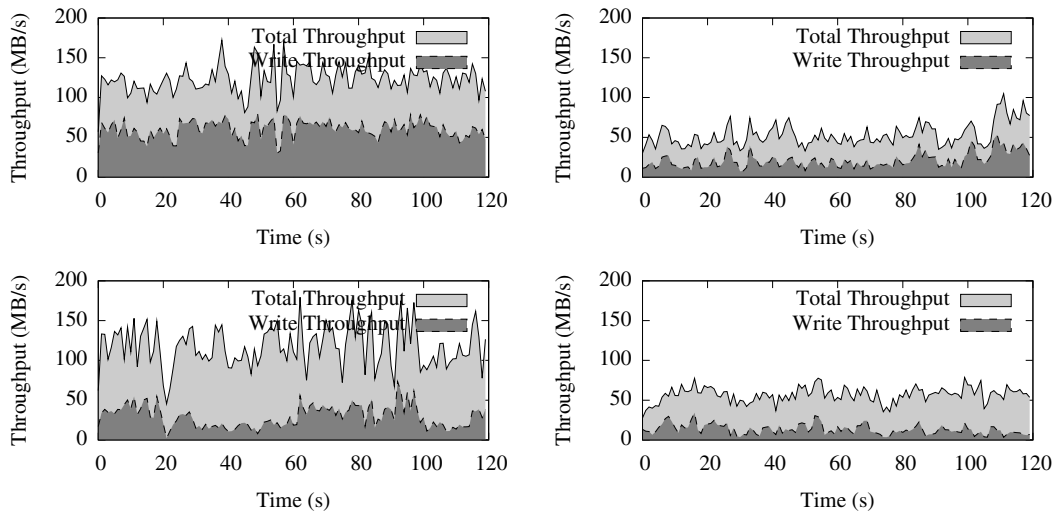 200
150
100
50
0
Throughput (MB/s)
Total Throughput
Write Throughput
0 20 40 60 80 100 120
Time (s)
200
150
100
50
0
Throughput (MB/s)
Total Throughput
Write Throughput
0 20 40 60 80 100 120
Time (s)
200
150
100
50
0
Throughput (MB/s)
Total Throughput
Write Throughput
0 20 40 60 80 100 120
Time (s)
200
150
100
50
0
Throughput (MB/s)
Total Throughput
Write Throughput
0 20 40 60 80 100 120
Time (s)